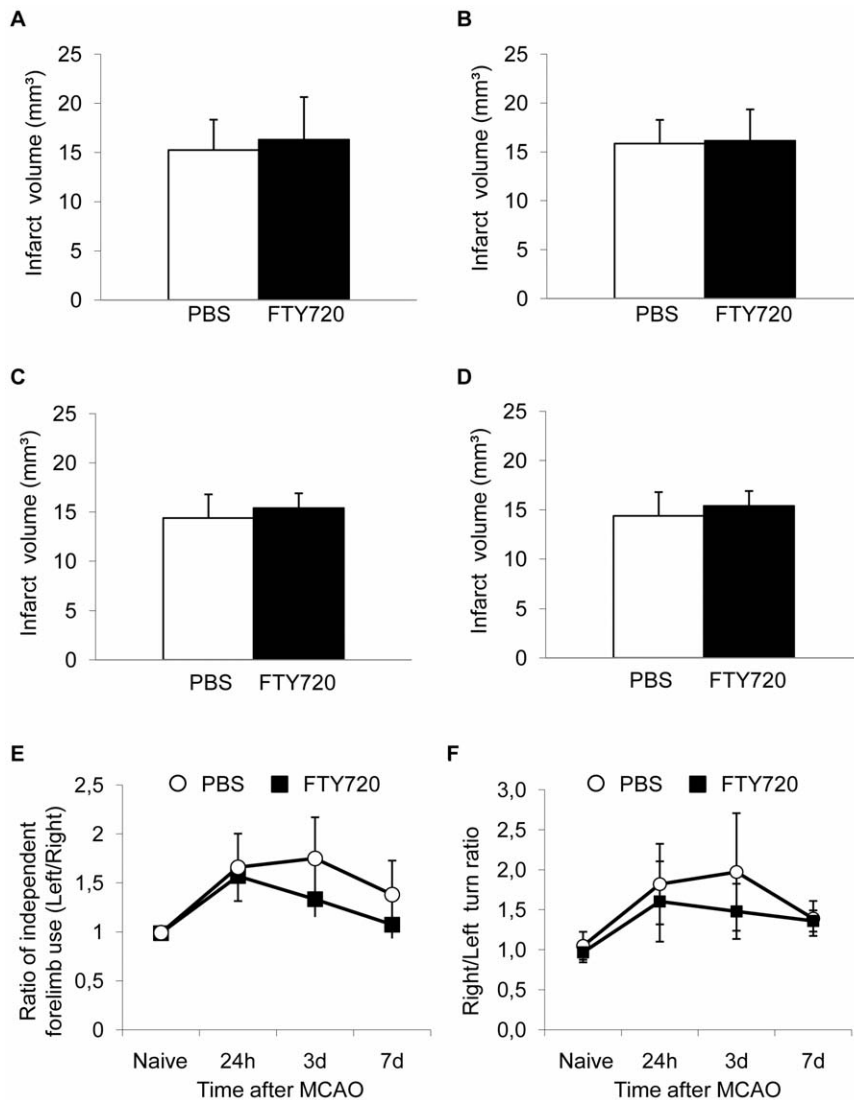 A
Infarct volume (mm³)
25
20
15
10
5
0
PBS FTY720
B
Infarct volume (mm³)
25
20
15
10
5
0
PBS FTY720
C
Infarct volume (mm³)
25
20
15
10
5
0
PBS FTY720
D
Infarct volume (mm³)
25
20
15
10
5
0
PBS FTY720
E
PBS FTY720
Ratio of independent
forelimb use (Left/Right)
2,5
2
1,5
1
0,5
0
Naive 24h 3d 7d
Time after MCAO
F
PBS FTY720
Right/Left turn ratio
3,0
2,5
2,0
1,5
1,0
0,5
0,0
Naive 24h 3d 7d
Time after MCAO